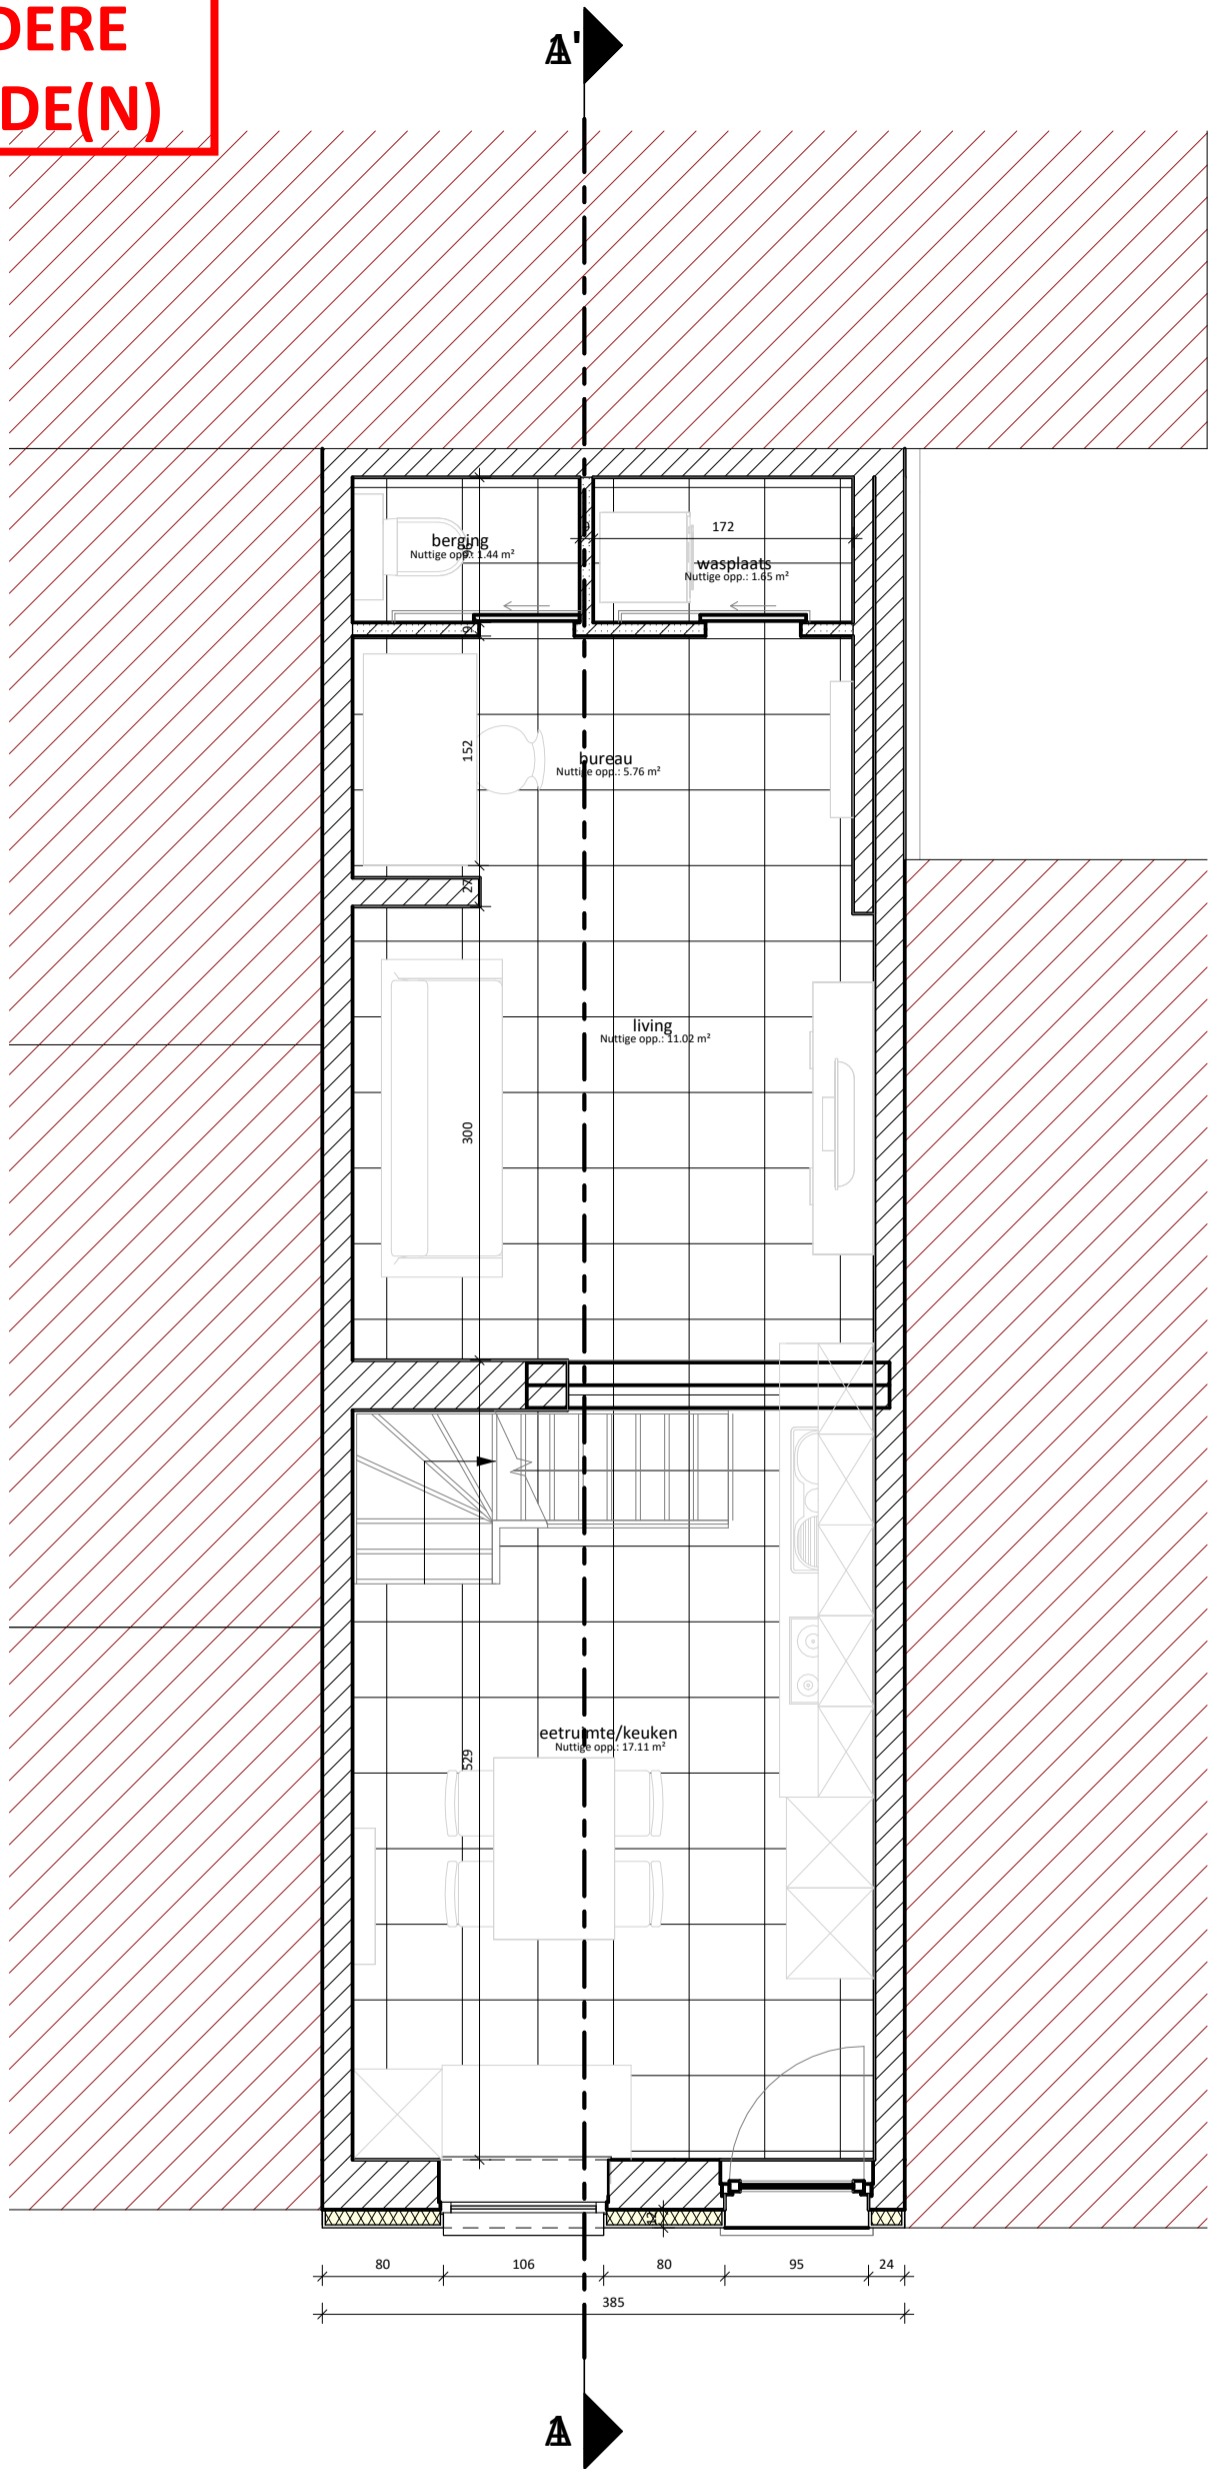 DERE
DE(N)
berging
Nuttige opp.: 1.44 m²
172
wasplaats
Nuttige opp.: 1.65 m²
9
152
bureau
Nuttige opp.: 5.76 m²
27
living
Nuttige opp.: 11.02 m²
300
eetruimte/keuken
Nuttige opp.: 17.11 m²
529
12
80 106 80 95 24
385